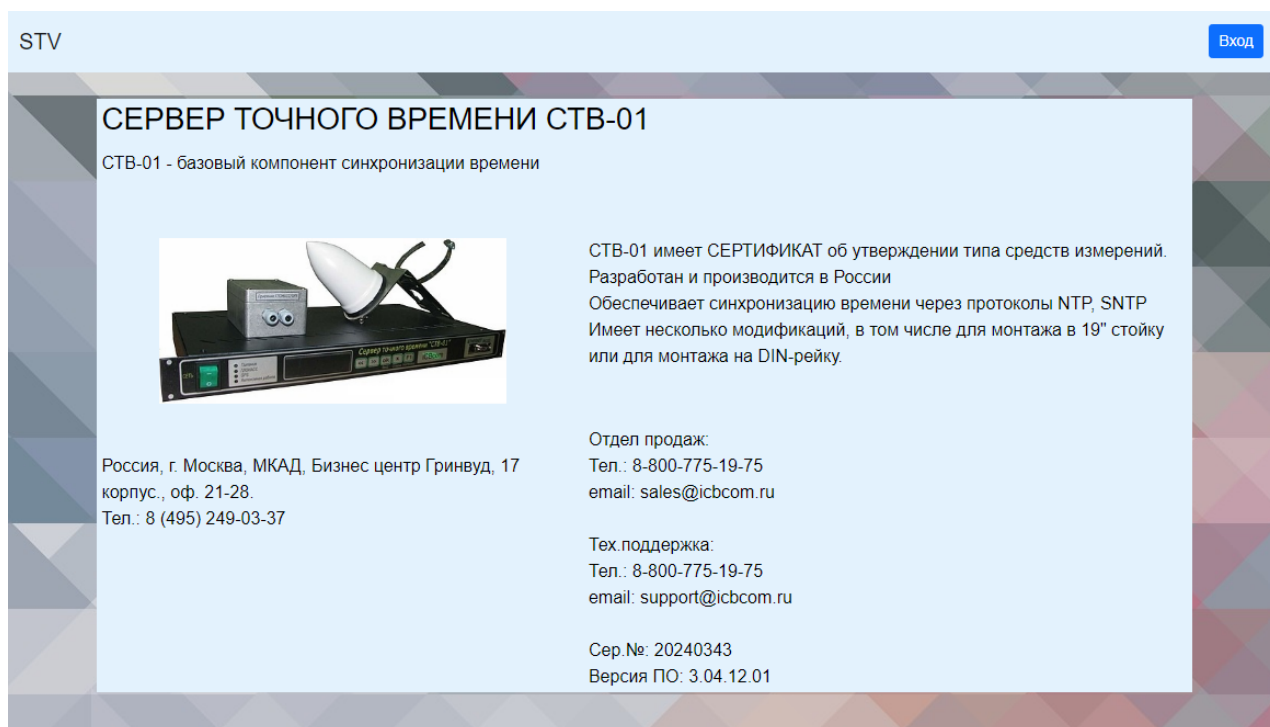 STV
Вход
СЕРВЕР ТОЧНОГО ВРЕМЕНИ СТВ-01
СТВ-01 - базовый компонент синхронизации времени
Сервер точного времени "СТВ-01"
СТВ-01 имеет СЕРТИФИКАТ об утверждении типа средств измерений.
Разработан и производится в России
Обеспечивает синхронизацию времени через протоколы NTP, SNTP
Имеет несколько модификаций, в том числе для монтажа в 19" стойку
или для монтажа на DIN-рейку.
Россия, г. Москва, МКАД, Бизнес центр Гринвуд, 17
корпус., оф. 21-28.
Тел.: 8 (495) 249-03-37
Отдел продаж:
Тел.: 8-800-775-19-75
email: sales@icbcom.ru
Тех.поддержка:
Тел.: 8-800-775-19-75
email: support@icbcom.ru
Сер.№: 20240343
Версия ПО: 3.04.12.01